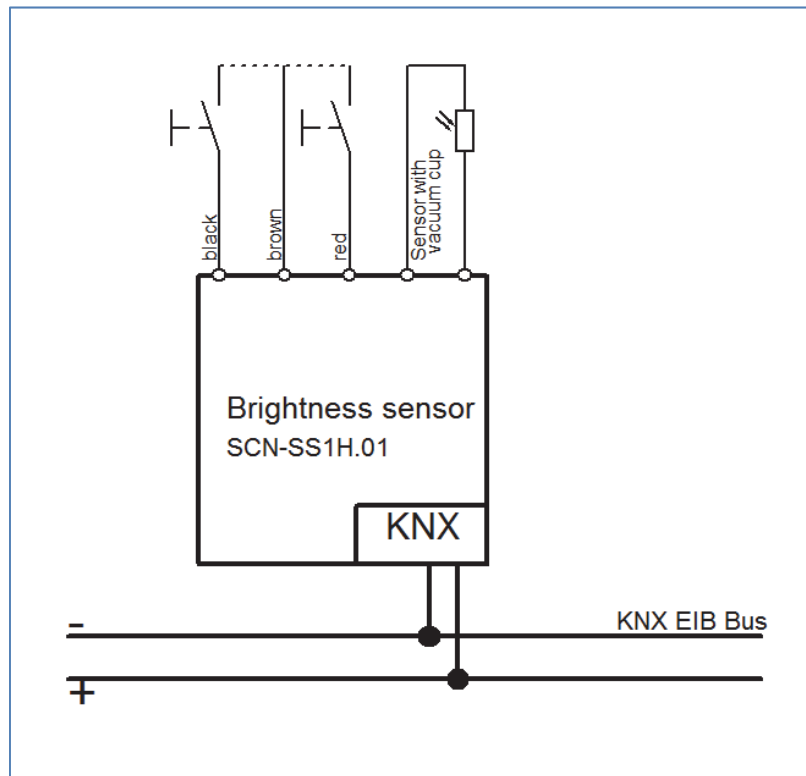 black
brown
red
Sensor with
vacuum cup
Brightness sensor
SCN-SS1H.01
KNX
-
KNX EIB Bus
+